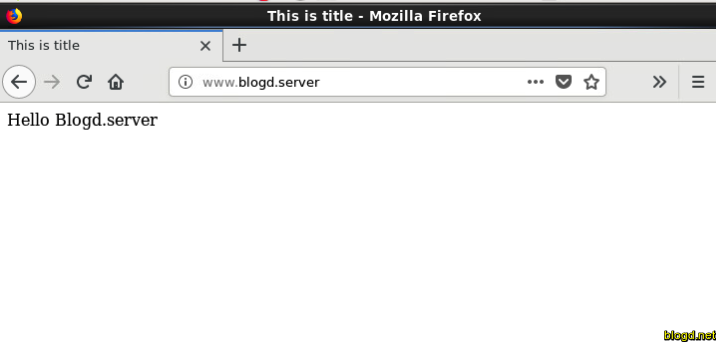 This is title - Mozilla Firefox
This is title
www.blogd.server
Hello Blogd.server
blogd.net